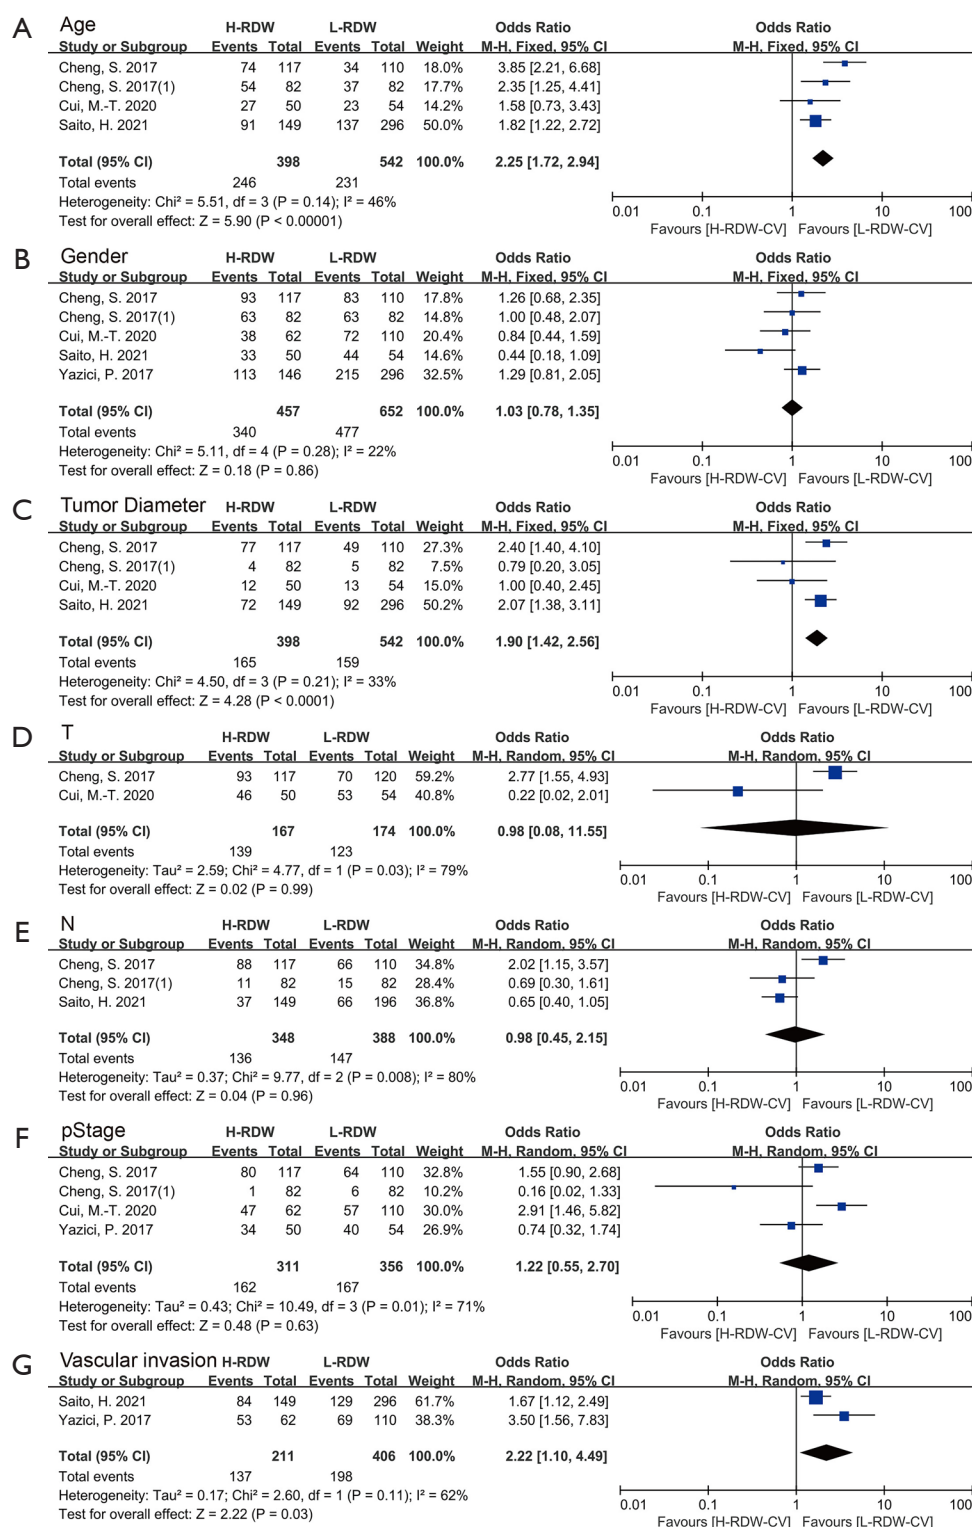 A Age
H-RDW L-RDW Odds Ratio Odds Ratio
Study or Subgroup Events Total Events Total Weight M-H, Fixed, 95% CI M-H, Fixed, 95% CI
Cheng, S. 2017 74 117 34 110 18.0% 3.85 [2.21, 6.68]
Cheng, S. 2017(1) 54 82 37 82 17.7% 2.35 [1.25, 4.41]
Cui, M.-T. 2020 27 50 23 54 14.2% 1.58 [0.73, 3.43]
Saito, H. 2021 91 149 137 296 50.0% 1.82 [1.22, 2.72]
Total (95% CI) 398 542 100.0% 2.25 [1.72, 2.94]
Total events 246 231
Heterogeneity: Chi² = 5.51, df = 3 (P = 0.14); I² = 46%
Test for overall effect: Z = 5.90 (P < 0.00001)
0.01 0.1 1 10 100
Favours [H-RDW-CV] Favours [L-RDW-CV]
B Gender
H-RDW L-RDW Odds Ratio Odds Ratio
Study or Subgroup Events Total Events Total Weight M-H, Fixed, 95% CI M-H, Fixed, 95% CI
Cheng, S. 2017 93 117 83 110 17.8% 1.26 [0.68, 2.35]
Cheng, S. 2017(1) 63 82 63 82 14.8% 1.00 [0.48, 2.07]
Cui, M.-T. 2020 38 62 72 110 20.4% 0.84 [0.44, 1.59]
Saito, H. 2021 33 50 44 54 14.6% 0.44 [0.18, 1.09]
Yazici, P. 2017 113 146 215 296 32.5% 1.29 [0.81, 2.05]
Total (95% CI) 457 652 100.0% 1.03 [0.78, 1.35]
Total events 340 477
Heterogeneity: Chi² = 5.11, df = 4 (P = 0.28); I² = 22%
Test for overall effect: Z = 0.18 (P = 0.86)
0.01 0.1 1 10 100
Favours [H-RDW-CV] Favours [L-RDW-CV]
C Tumor Diameter
H-RDW L-RDW Odds Ratio Odds Ratio
Study or Subgroup Events Total Events Total Weight M-H, Fixed, 95% CI M-H, Fixed, 95% CI
Cheng, S. 2017 77 117 49 110 27.3% 2.40 [1.40, 4.10]
Cheng, S. 2017(1) 4 82 5 82 7.5% 0.79 [0.20, 3.05]
Cui, M.-T. 2020 12 50 13 54 15.0% 1.00 [0.40, 2.45]
Saito, H. 2021 72 149 92 296 50.2% 2.07 [1.38, 3.11]
Total (95% CI) 398 542 100.0% 1.90 [1.42, 2.56]
Total events 165 159
Heterogeneity: Chi² = 4.50, df = 3 (P = 0.21); I² = 33%
Test for overall effect: Z = 4.28 (P < 0.0001)
0.01 0.1 1 10 100
Favours [H-RDW-CV] Favours [L-RDW-CV]
D T
H-RDW L-RDW Odds Ratio Odds Ratio
Study or Subgroup Events Total Events Total Weight M-H, Random, 95% CI M-H, Random, 95% CI
Cheng, S. 2017 93 117 70 120 59.2% 2.77 [1.55, 4.93]
Cui, M.-T. 2020 46 50 53 54 40.8% 0.22 [0.02, 2.01]
Total (95% CI) 167 174 100.0% 0.98 [0.08, 11.55]
Total events 139 123
Heterogeneity: Tau² = 2.59; Chi² = 4.77, df = 1 (P = 0.03); I² = 79%
Test for overall effect: Z = 0.02 (P = 0.99)
0.01 0.1 1 10 100
Favours [H-RDW-CV] Favours [L-RDW-CV]
E N
H-RDW L-RDW Odds Ratio Odds Ratio
Study or Subgroup Events Total Events Total Weight M-H, Random, 95% CI M-H, Random, 95% CI
Cheng, S. 2017 88 117 66 110 34.8% 2.02 [1.15, 3.57]
Cheng, S. 2017(1) 11 82 15 82 28.4% 0.69 [0.30, 1.61]
Saito, H. 2021 37 149 66 196 36.8% 0.65 [0.40, 1.05]
Total (95% CI) 348 388 100.0% 0.98 [0.45, 2.15]
Total events 136 147
Heterogeneity: Tau² = 0.37; Chi² = 9.77, df = 2 (P = 0.008); I² = 80%
Test for overall effect: Z = 0.04 (P = 0.96)
0.01 0.1 1 10 100
Favours [H-RDW-CV] Favours [L-RDW-CV]
F pStage
H-RDW L-RDW Odds Ratio Odds Ratio
Study or Subgroup Events Total Events Total Weight M-H, Random, 95% CI M-H, Random, 95% CI
Cheng, S. 2017 80 117 64 110 32.8% 1.55 [0.90, 2.68]
Cheng, S. 2017(1) 1 82 6 82 10.2% 0.16 [0.02, 1.33]
Cui, M.-T. 2020 47 62 57 110 30.0% 2.91 [1.46, 5.82]
Yazici, P. 2017 34 50 40 54 26.9% 0.74 [0.32, 1.74]
Total (95% CI) 311 356 100.0% 1.22 [0.55, 2.70]
Total events 162 167
Heterogeneity: Tau² = 0.43; Chi² = 10.49, df = 3 (P = 0.01); I² = 71%
Test for overall effect: Z = 0.48 (P = 0.63)
0.01 0.1 1 10 100
Favours [H-RDW-CV] Favours [L-RDW-CV]
G Vascular invasion
H-RDW L-RDW Odds Ratio Odds Ratio
Study or Subgroup Events Total Events Total Weight M-H, Random, 95% CI M-H, Random, 95% CI
Saito, H. 2021 84 149 129 296 61.7% 1.67 [1.12, 2.49]
Yazici, P. 2017 53 62 69 110 38.3% 3.50 [1.56, 7.83]
Total (95% CI) 211 406 100.0% 2.22 [1.10, 4.49]
Total events 137 198
Heterogeneity: Tau² = 0.17; Chi² = 2.60, df = 1 (P = 0.11); I² = 62%
Test for overall effect: Z = 2.22 (P = 0.03)
0.01 0.1 1 10 100
Favours [H-RDW-CV] Favours [L-RDW-CV]